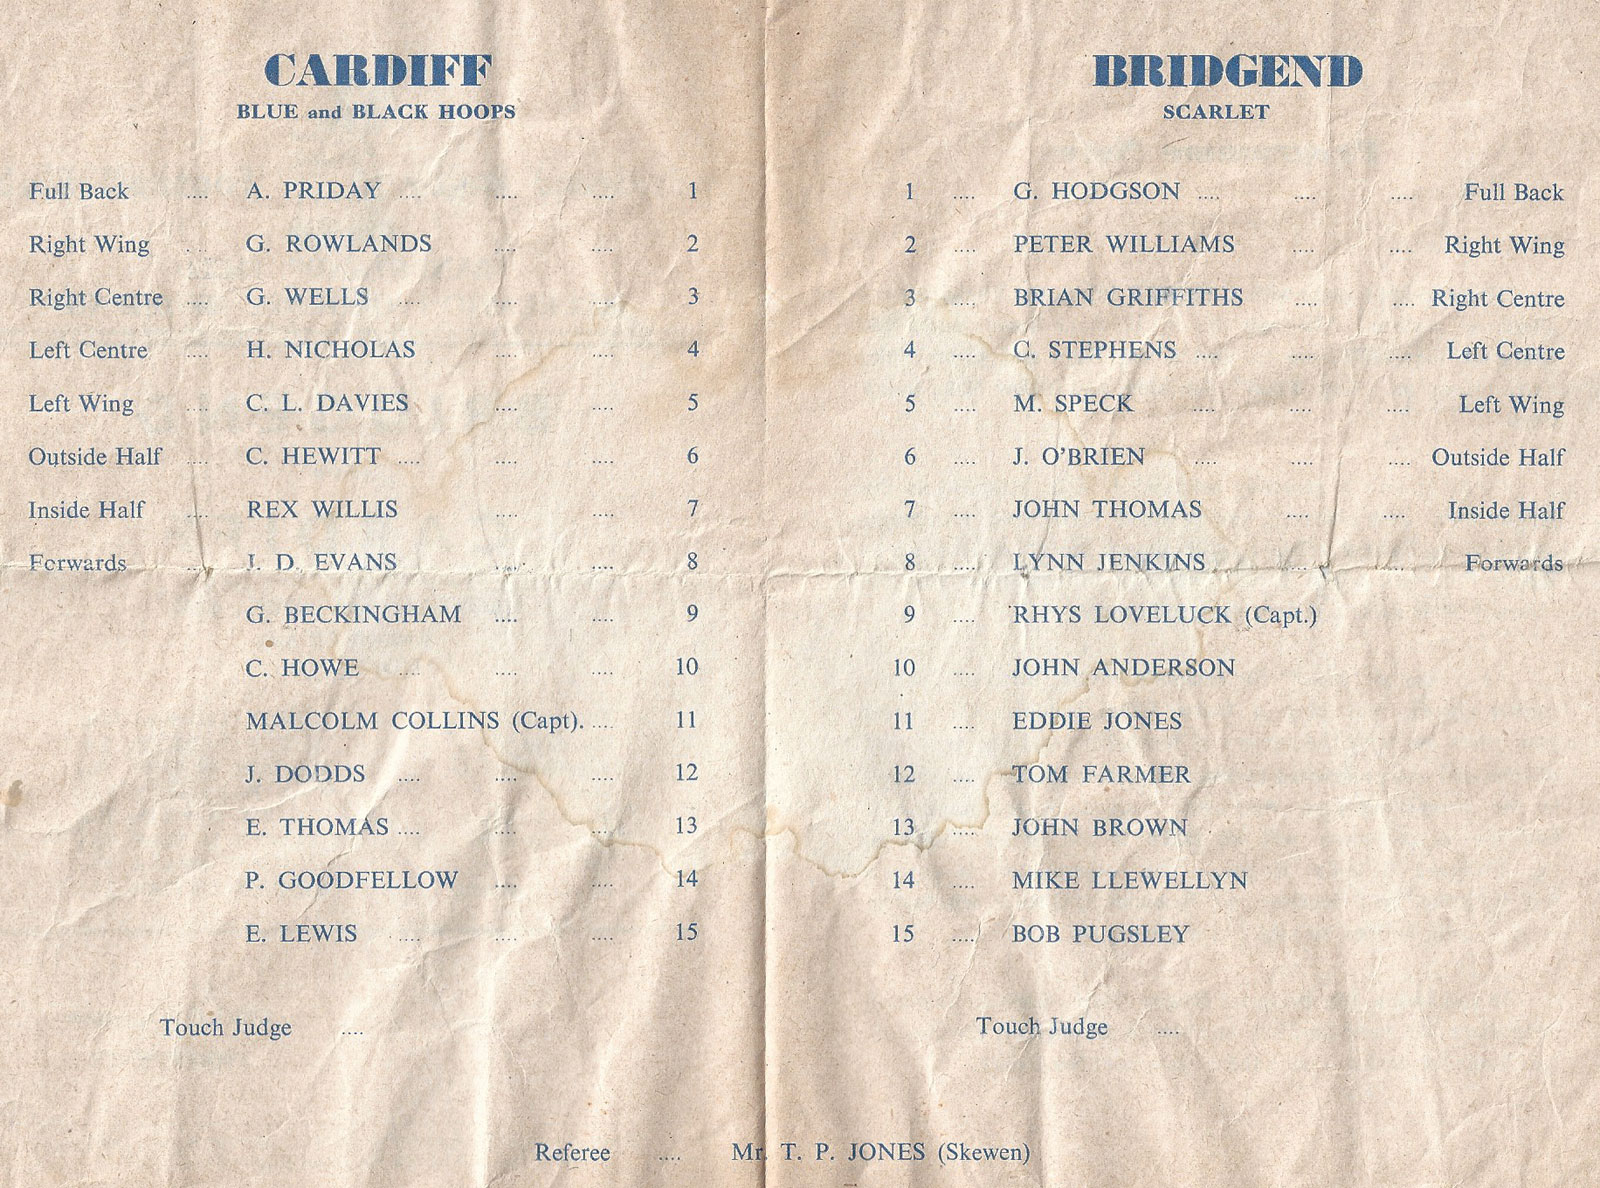 CARDIFF
BLUE and BLACK HOOPS
Full Back .... A. PRIDAY .... .... .... 1
Right Wing .... G. ROWLANDS .... .... 2
Right Centre .... G. WELLS .... .... .... 3
Left Centre .... H. NICHOLAS .... .... 4
Left Wing .... C. L. DAVIES .... .... 5
Outside Half .... C. HEWITT .... .... .... 6
Inside Half .... REX WILLIS .... .... 7
Forwards .... J. D. EVANS .... .... 8
G. BECKINGHAM .... .... 9
C. HOWE .... .... 10
MALCOLM COLLINS (Capt). .... 11
J. DODDS .... .... .... 12
E. THOMAS .... .... .... 13
P. GOODFELLOW .... .... 14
E. LEWIS .... .... .... 15
Touch Judge ....
BRIDGEND
SCARLET
1 .... G. HODGSON .... .... .... Full Back
2 .... PETER WILLIAMS .... .... Right Wing
3 .... BRIAN GRIFFITHS .... .... Right Centre
4 .... C. STEPHENS .... .... .... Left Centre
5 .... M. SPECK .... .... .... Left Wing
6 .... J. O'BRIEN .... .... .... Outside Half
7 .... JOHN THOMAS .... .... Inside Half
8 .... LYNN JENKINS .... .... Forwards
9 .... RHYS LOVELUCK (Capt.)
10 .... JOHN ANDERSON
11 .... EDDIE JONES
12 .... TOM FARMER
13 .... JOHN BROWN
14 .... MIKE LLEWELLYN
15 .... BOB PUGSLEY
Touch Judge ....
Referee .... Mr. T. P. JONES (Skewen)